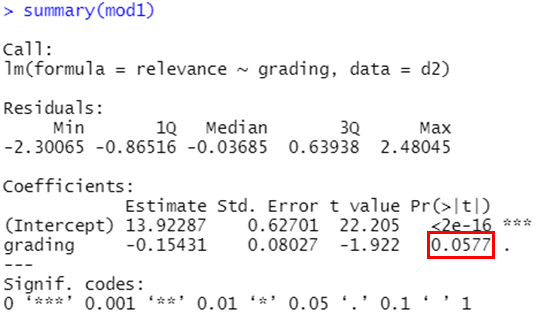 > summary(mod1)
Call:
lm(formula = relevance ~ grading, data = d2)
Residuals:
     Min       1Q   Median       3Q      Max
-2.30065 -0.86516 -0.03685  0.63938  2.48045
Coefficients:
            Estimate Std. Error t value Pr(>|t|)
(Intercept) 13.92287    0.62701  22.205   <2e-16 ***
grading     -0.15431    0.08027  -1.922   0.0577 .
---
Signif. codes:
0 ‘***’ 0.001 ‘**’ 0.01 ‘*’ 0.05 ‘.’ 0.1 ‘ ’ 1